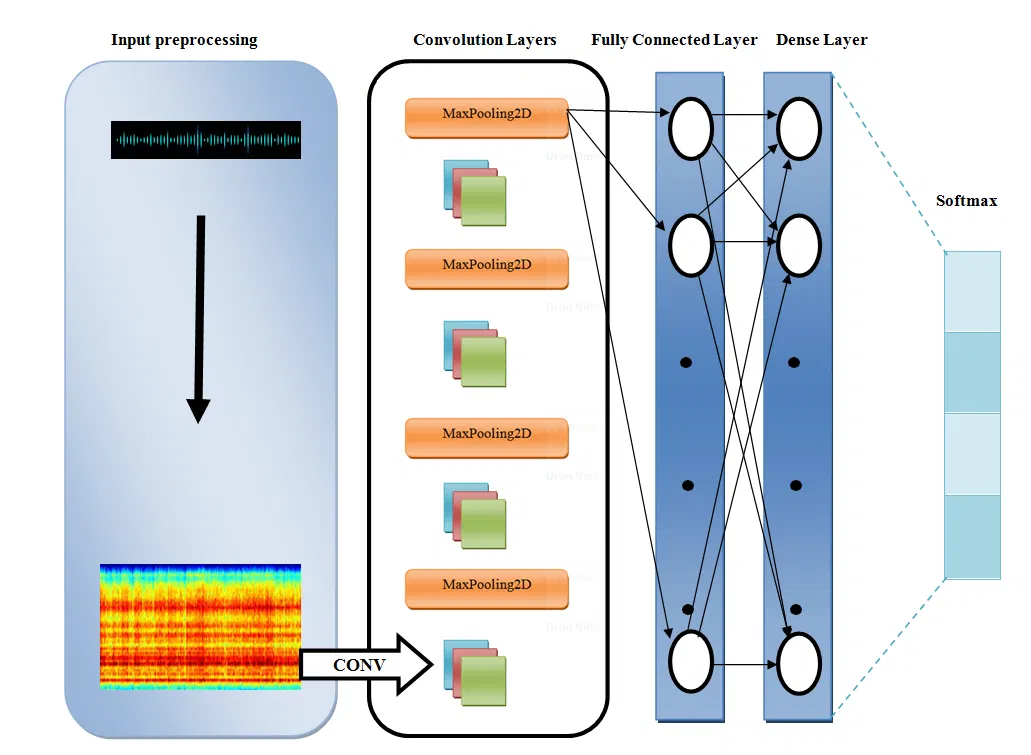 Input preprocessing
Convolution Layers
Fully Connected Layer
Dense Layer
MaxPooling2D
Softmax
MaxPooling2D
MaxPooling2D
MaxPooling2D
CONV